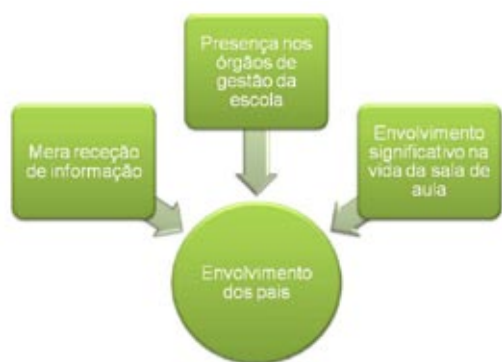 Presença nos
órgãos de
gestão da
escola
Mera receção
de informação
Envolvimento
significativo na
vida da sala de
aula
Envolvimento
dos pais